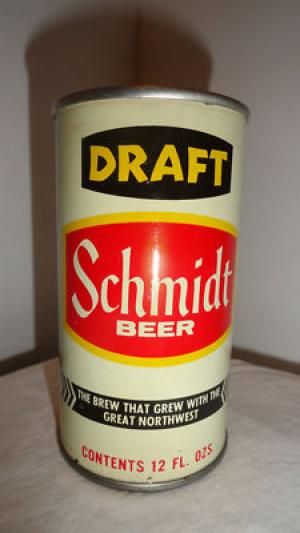 DRAFT
Schmidt
BEER
THE BREW THAT GREW WITH THE
GREAT NORTHWEST
CONTENTS 12 FL. OZS.